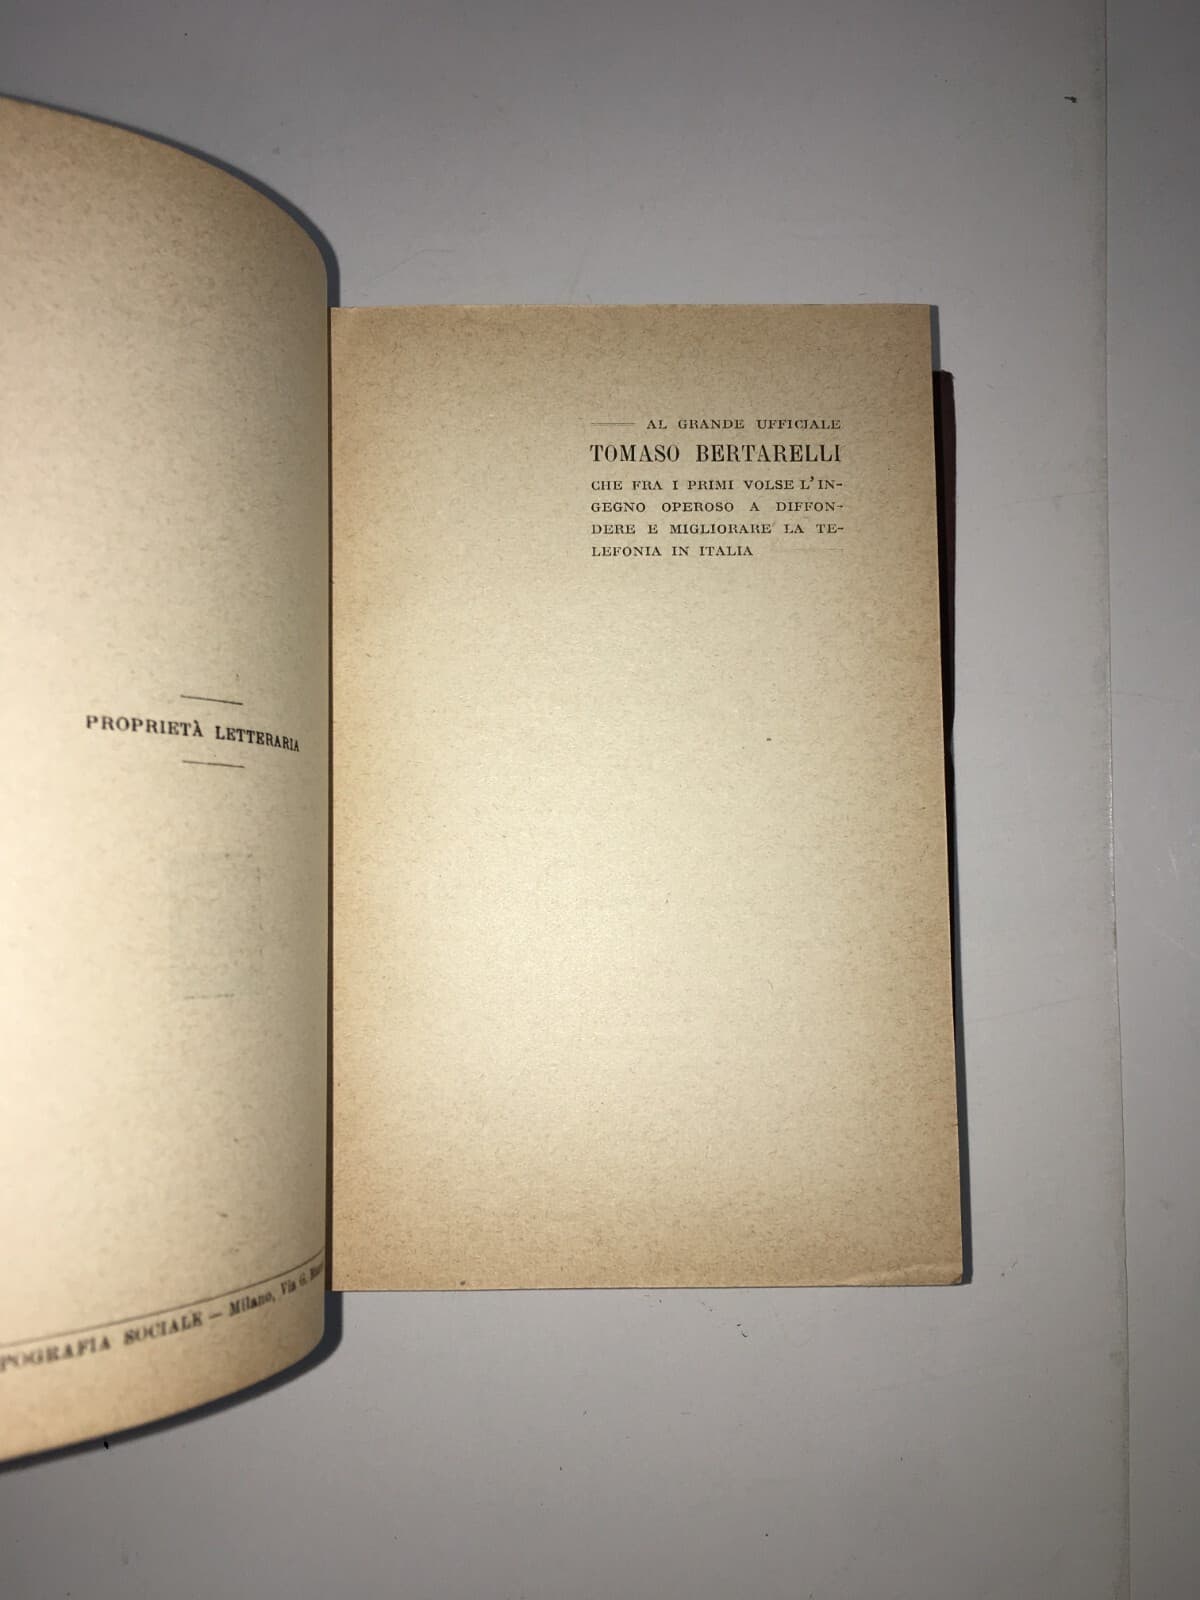 PROPRIETÀ LETTERARIA
POGRAFIA SOCIALE — Milano, Via G.
AL GRANDE UFFICIALE
TOMASO BERTARELLI
CHE FRA I PRIMI VOLSE L'IN-
GEGNO OPEROSO A DIFFON-
DERE E MIGLIORARE LA TE-
LEFONIA IN ITALIA